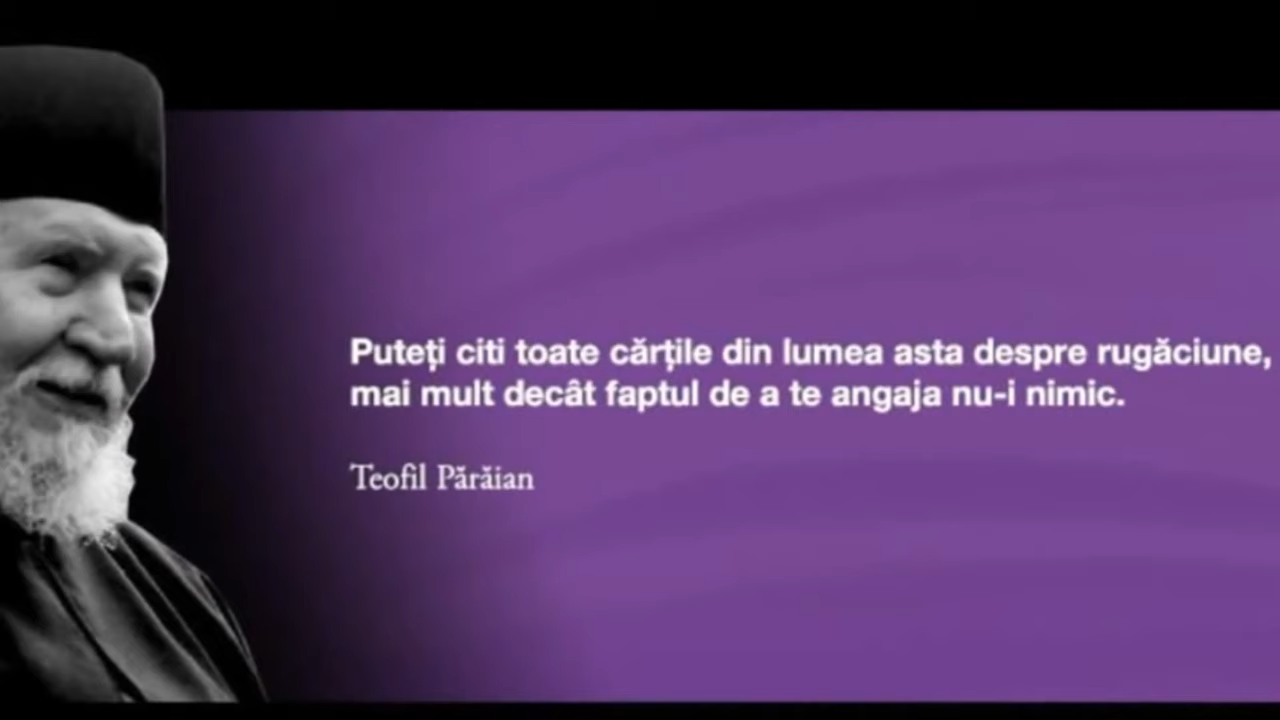 Puteți citi toate cărțile din lumea asta despre rugăciune,
mai mult decât faptul de a te angaja nu-i nimic.
Teofil Părăian